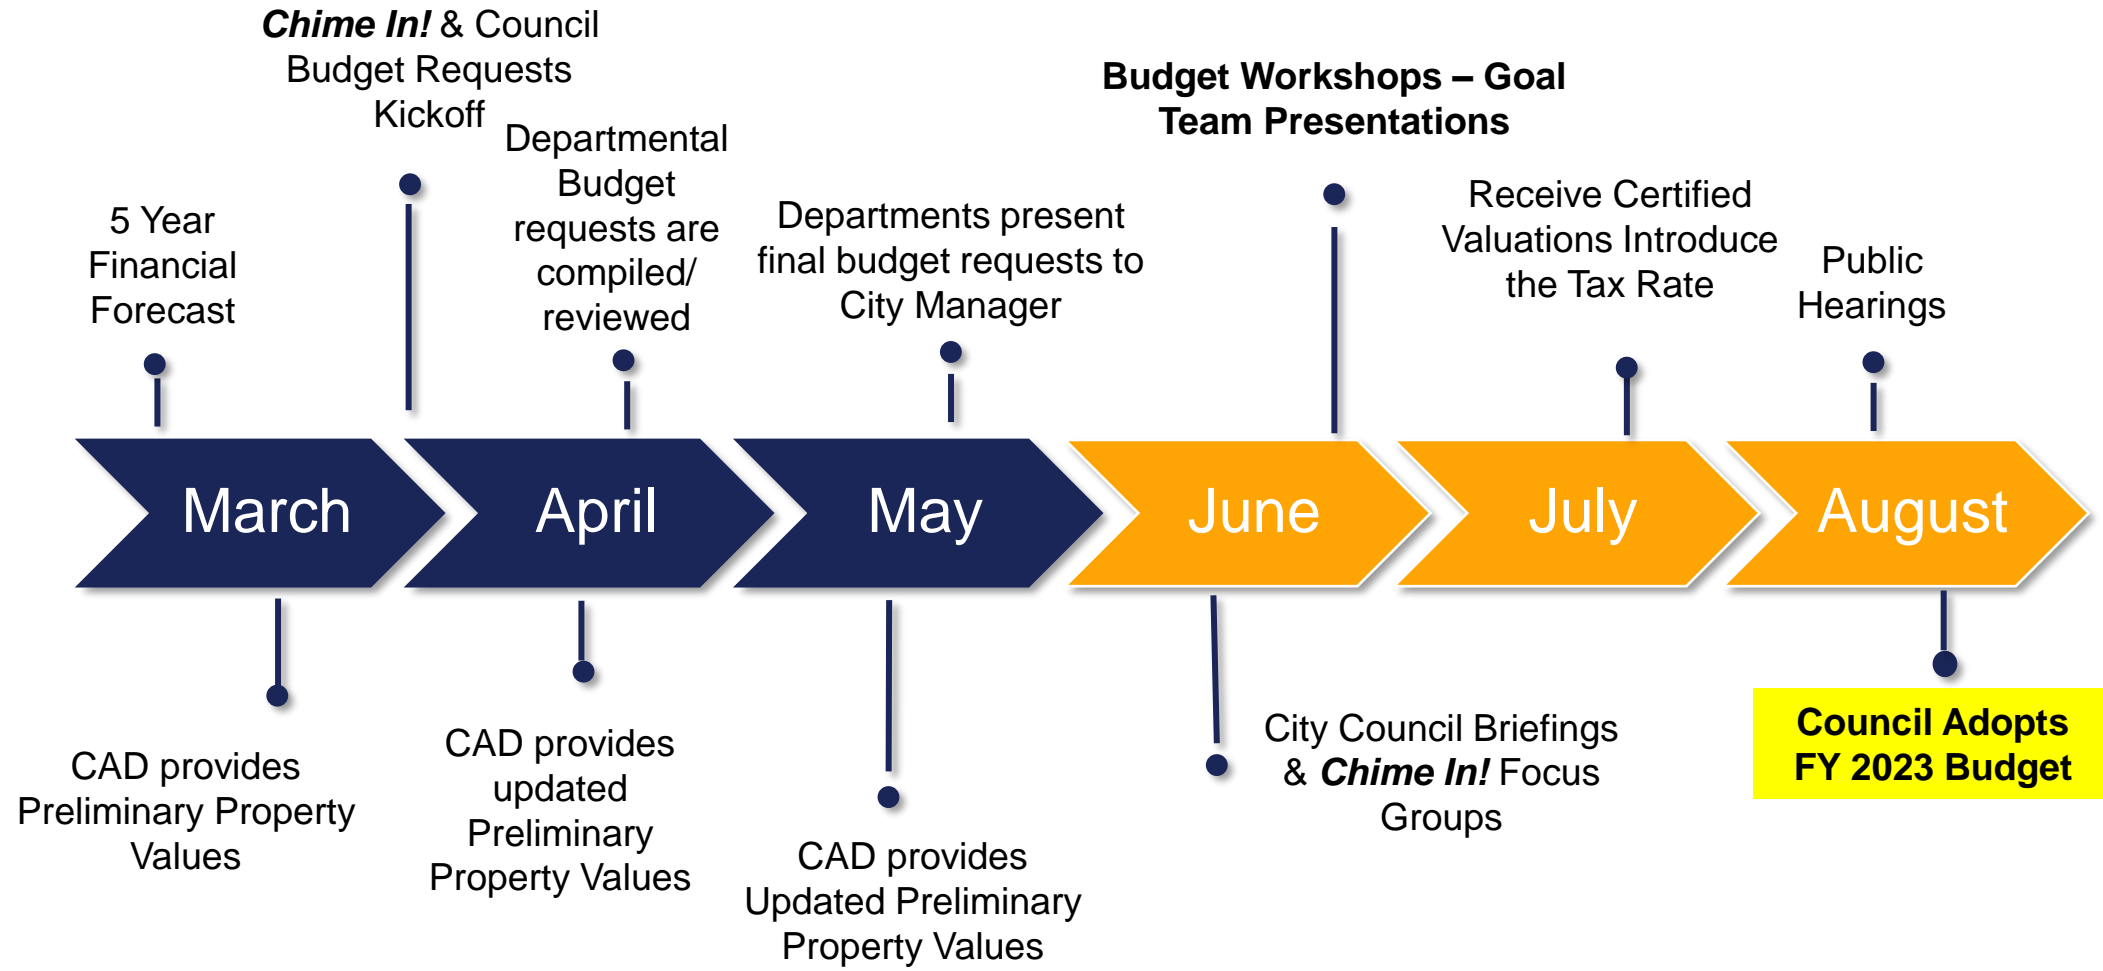 Chime In! & Council
Budget Requests
Kickoff
Budget Workshops – Goal
Team Presentations
5 Year
Financial
Forecast
Departmental
Budget
requests are
compiled/
reviewed
Departments present
final budget requests to
City Manager
Receive Certified
Valuations Introduce
the Tax Rate
Public
Hearings
March
April
May
June
July
August
CAD provides
Preliminary Property
Values
CAD provides
updated
Preliminary
Property Values
CAD provides
Updated Preliminary
Property Values
City Council Briefings
& Chime In! Focus
Groups
Council Adopts
FY 2023 Budget